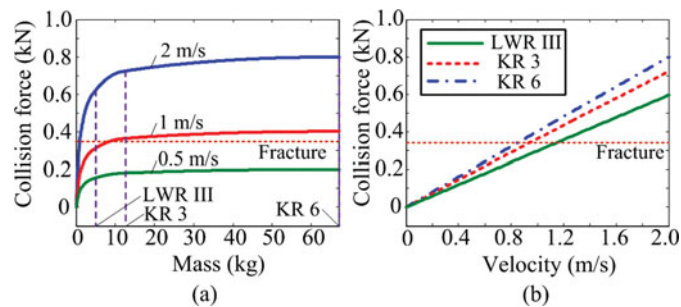 Collision force (kN)
1.0
0.8
0.6
0.4
0.2
0
2 m/s
1 m/s
Fracture
0.5 m/s
LWR III
KR 3
KR 6
0 10 20 30 40 50 60
Mass (kg)
(a)
Collision force (kN)
1.0
0.8
0.6
0.4
0.2
0
LWR III
KR 3
KR 6
Fracture
0 0.4 0.8 1.2 1.6 2.0
Velocity (m/s)
(b)